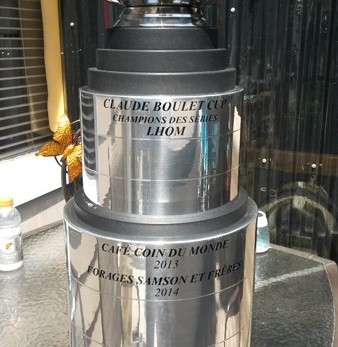 CLAUDE BOULET CUP
CHAMPIONS DES SÉRIES
LHOM
CAFÉ COIN DU MONDE
2013
FORAGES SAMSON ET FRÈRES
2014